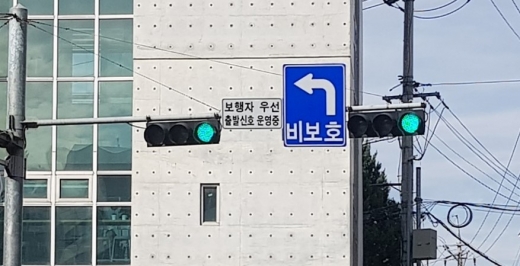 보행자 우선
출발신호 운영중
비보호